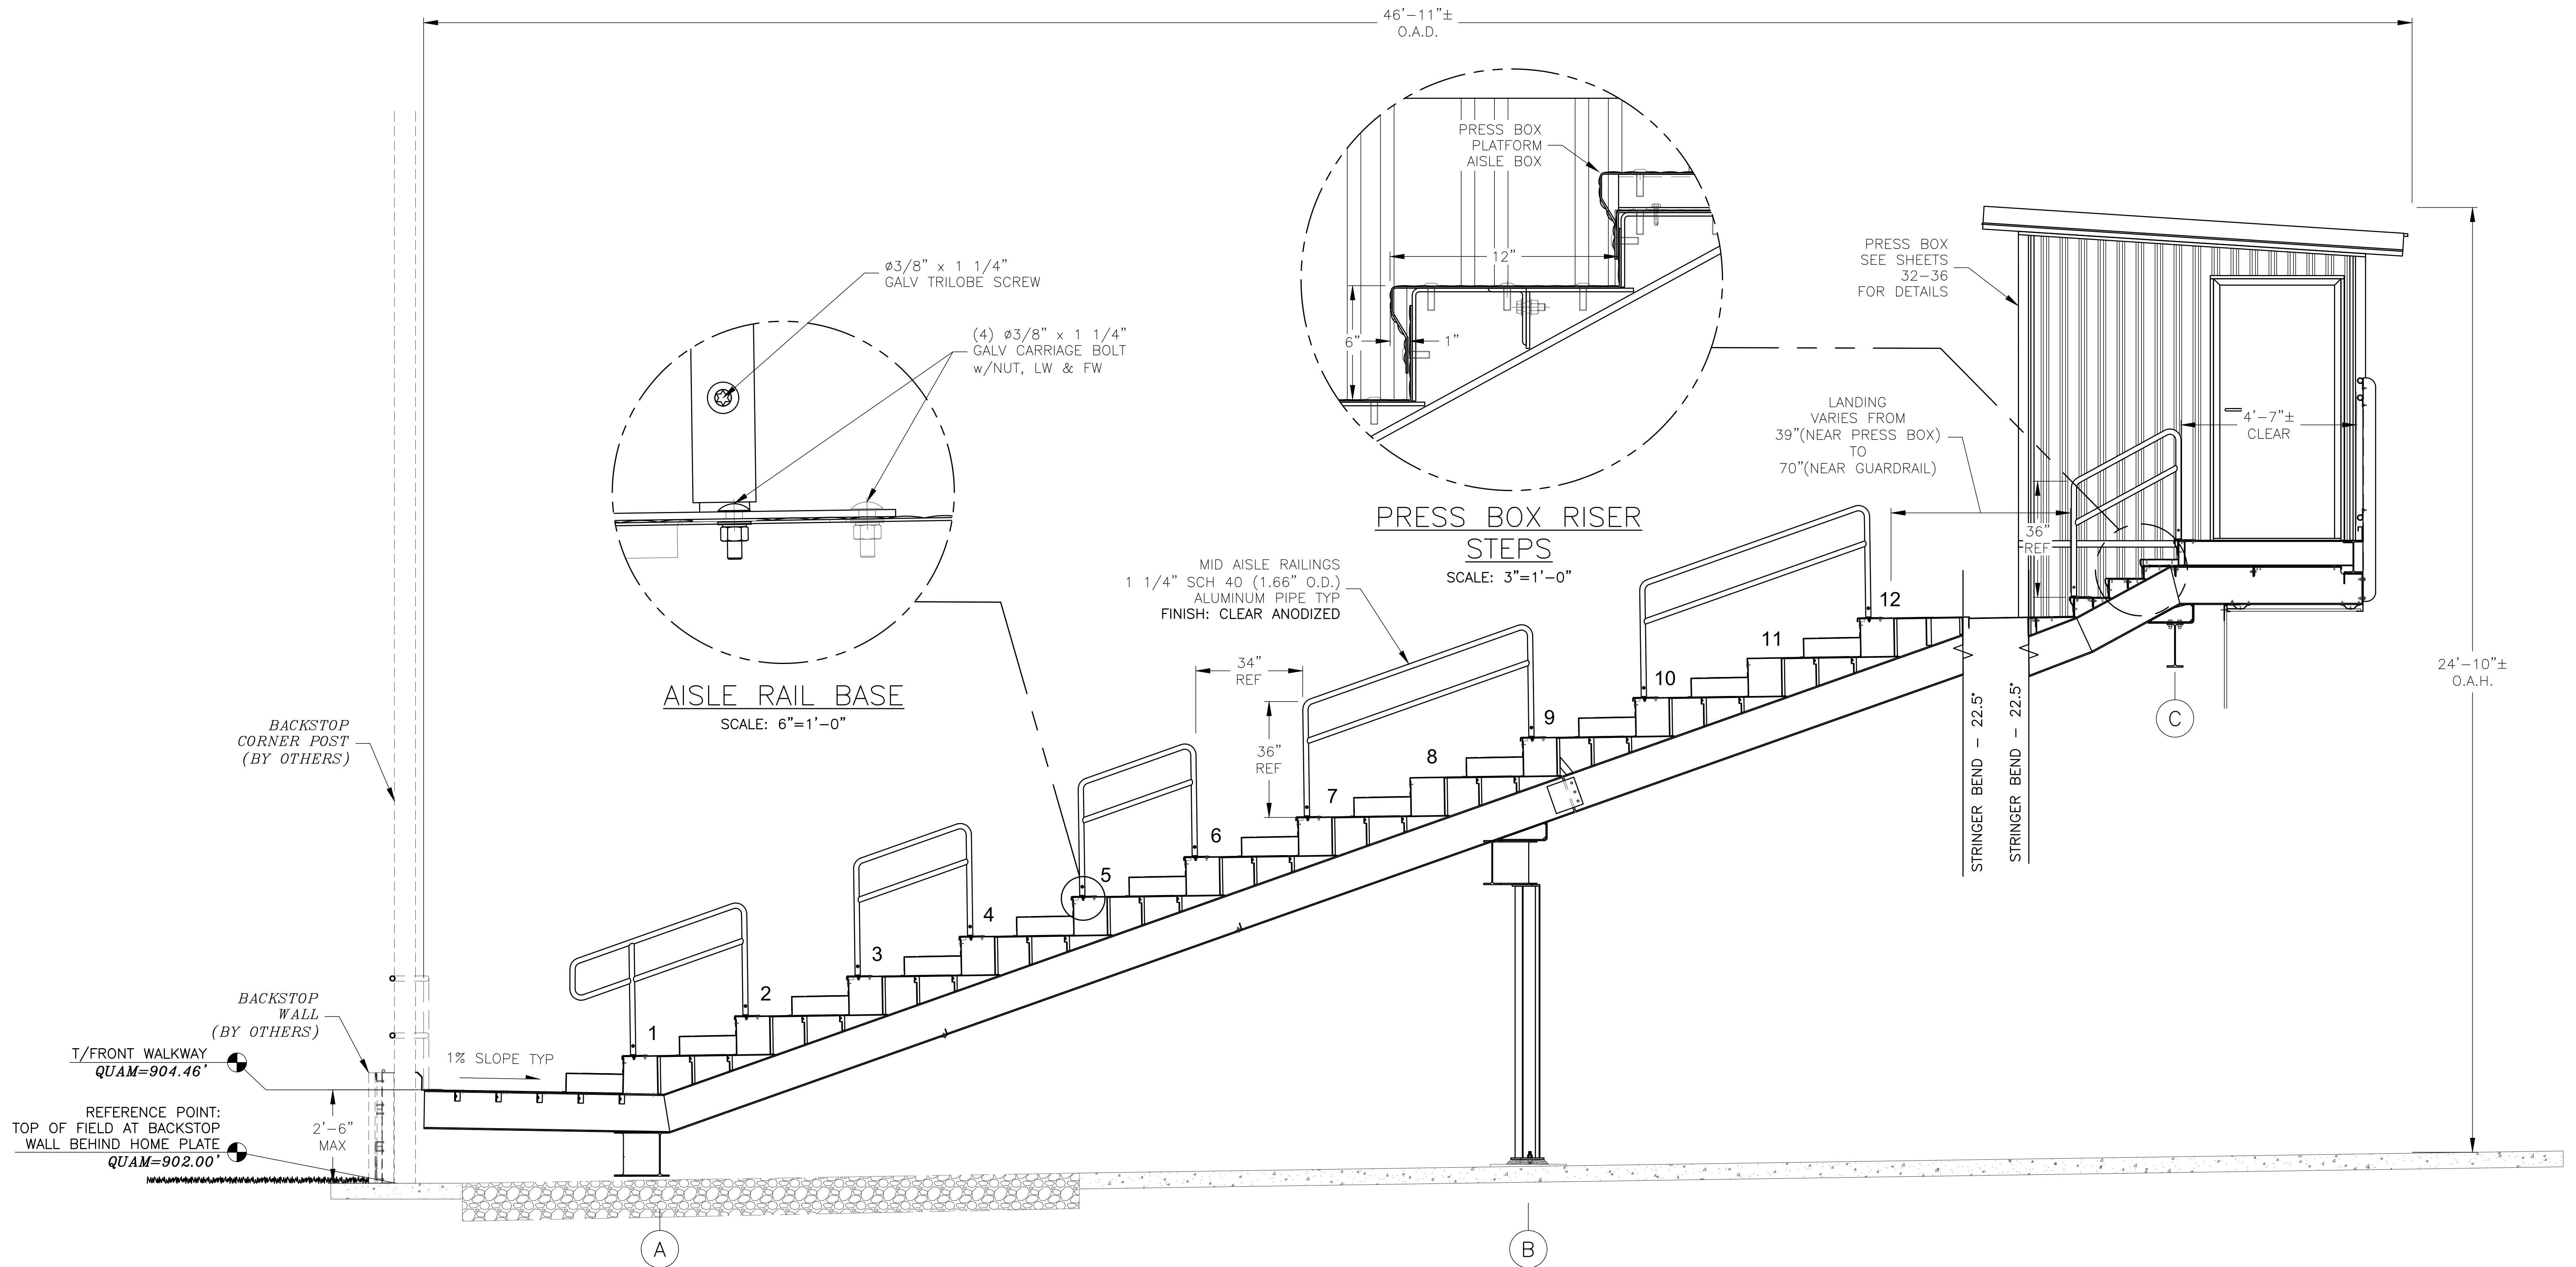 46'-11"±
O.A.D.
PRESS BOX
PLATFORM
AISLE BOX
12"
6"
1"
PRESS BOX RISER
STEPS
SCALE: 3"=1'-0"
ø3/8" x 1 1/4"
GALV TRILOBE SCREW
(4) ø3/8" x 1 1/4"
GALV CARRIAGE BOLT
w/NUT, LW & FW
AISLE RAIL BASE
SCALE: 6"=1'-0"
PRESS BOX
SEE SHEETS
32-36
FOR DETAILS
LANDING
VARIES FROM
39"(NEAR PRESS BOX)
TO
70"(NEAR GUARDRAIL)
4'-7"±
CLEAR
36"
REF
MID AISLE RAILINGS
1 1/4" SCH 40 (1.66" O.D.)
ALUMINUM PIPE TYP
FINISH: CLEAR ANODIZED
34"
REF
36"
REF
24'-10"±
O.A.H.
STRINGER BEND - 22.5°
STRINGER BEND - 22.5°
BACKSTOP
CORNER POST
(BY OTHERS)
BACKSTOP
WALL
(BY OTHERS)
T/FRONT WALKWAY
QUAM=904.46'
1% SLOPE TYP
REFERENCE POINT:
TOP OF FIELD AT BACKSTOP
WALL BEHIND HOME PLATE
QUAM=902.00'
2'-6"
MAX
1
2
3
4
5
6
7
8
9
10
11
12
A
B
C